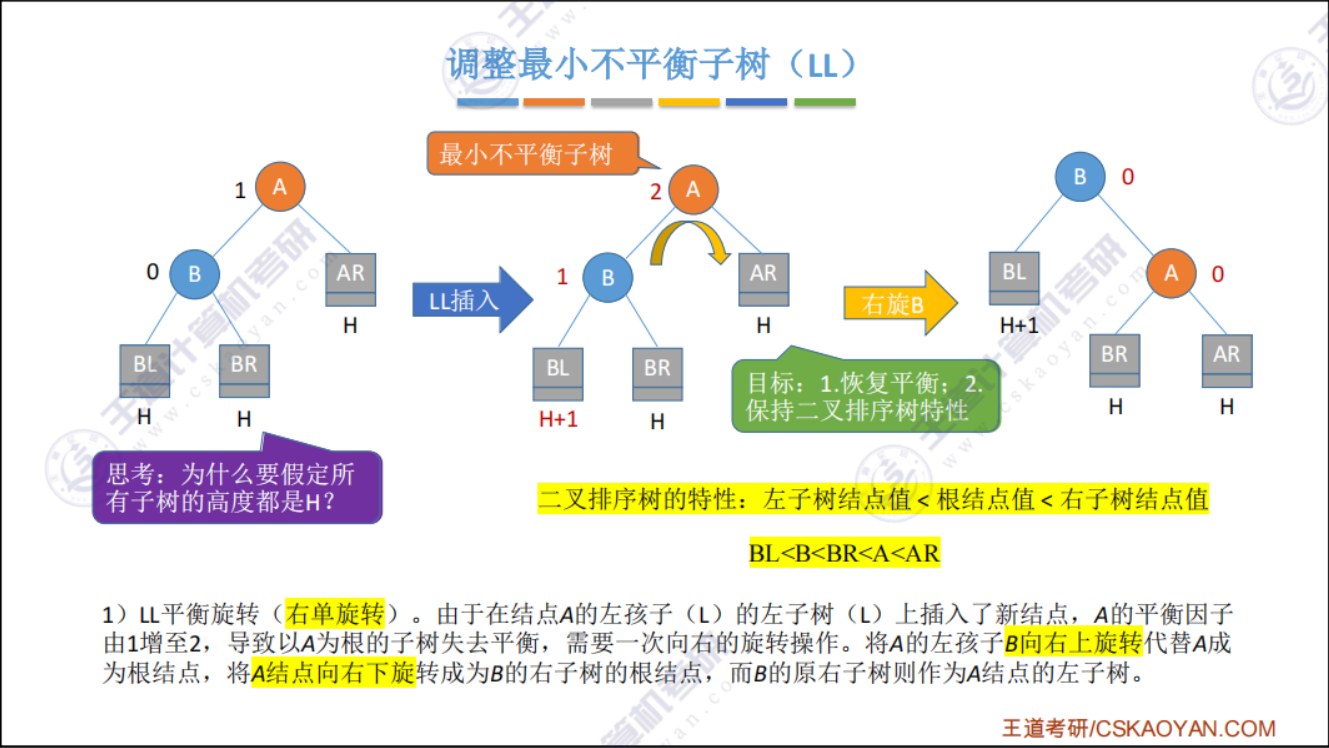 调整最小不平衡子树（LL）
最小不平衡子树
1
A
0
B
AR
H
BL
H
BR
H
思考：为什么要假定所
有子树的高度都是H？
LL插入
2
A
1
B
AR
H
BL
H+1
BR
H
目标：1.恢复平衡；2.
保持二叉排序树特性
右旋B
B
0
BL
H+1
A
0
BR
H
AR
H
二叉排序树的特性：左子树结点值 < 根结点值 < 右子树结点值
BL<B<BR<A<AR
1）LL平衡旋转（右单旋转）。由于在结点A的左孩子（L）的左子树（L）上插入了新结点，A的平衡因子
由1增至2，导致以A为根的子树失去平衡，需要一次向右的旋转操作。将A的左孩子B向右上旋转代替A成
为根结点，将A结点向右下旋转成为B的右子树的根结点，而B的原右子树则作为A结点的左子树。
王道考研/CSKAOYAN.COM
王道计算机考研
www.cskaoyan.com